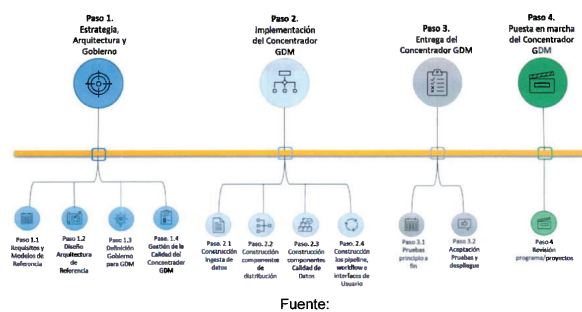 Paso 1.
Estrategia,
Arquitectura y
Gobierno
Paso 2.
Implementación
del Concentrador
GDM
Paso 3.
Entrega del
Concentrador GDM
Paso 4.
Puesta en marcha
del Concentrador
GDM
Paso 1.1
Requisitos y
Modelos de
Referencia
Paso 1.2
Diseño
Arquitectura
de
Referencia
Paso 1.3
Definición
Gobierno
para GDM
Paso. 1.4
Gestión de la
Calidad del
Concentrador
GDM
Paso. 2 1
Construcción
Ingesta de
datos
Paso. 2.2
Construcción
componentes
de
distribución
Paso. 2.3
Construcción
componentes
Calidad de
Datos
Paso. 2.4
Construcción
los pipeline,
workflow e
interfaces de
Usuario
Paso 3.1
Pruebas
principio a
fin
Paso 3.2
Aceptación
Pruebas y
despliegue
Paso 4
Revisión
programa/proyectos
Fuente: